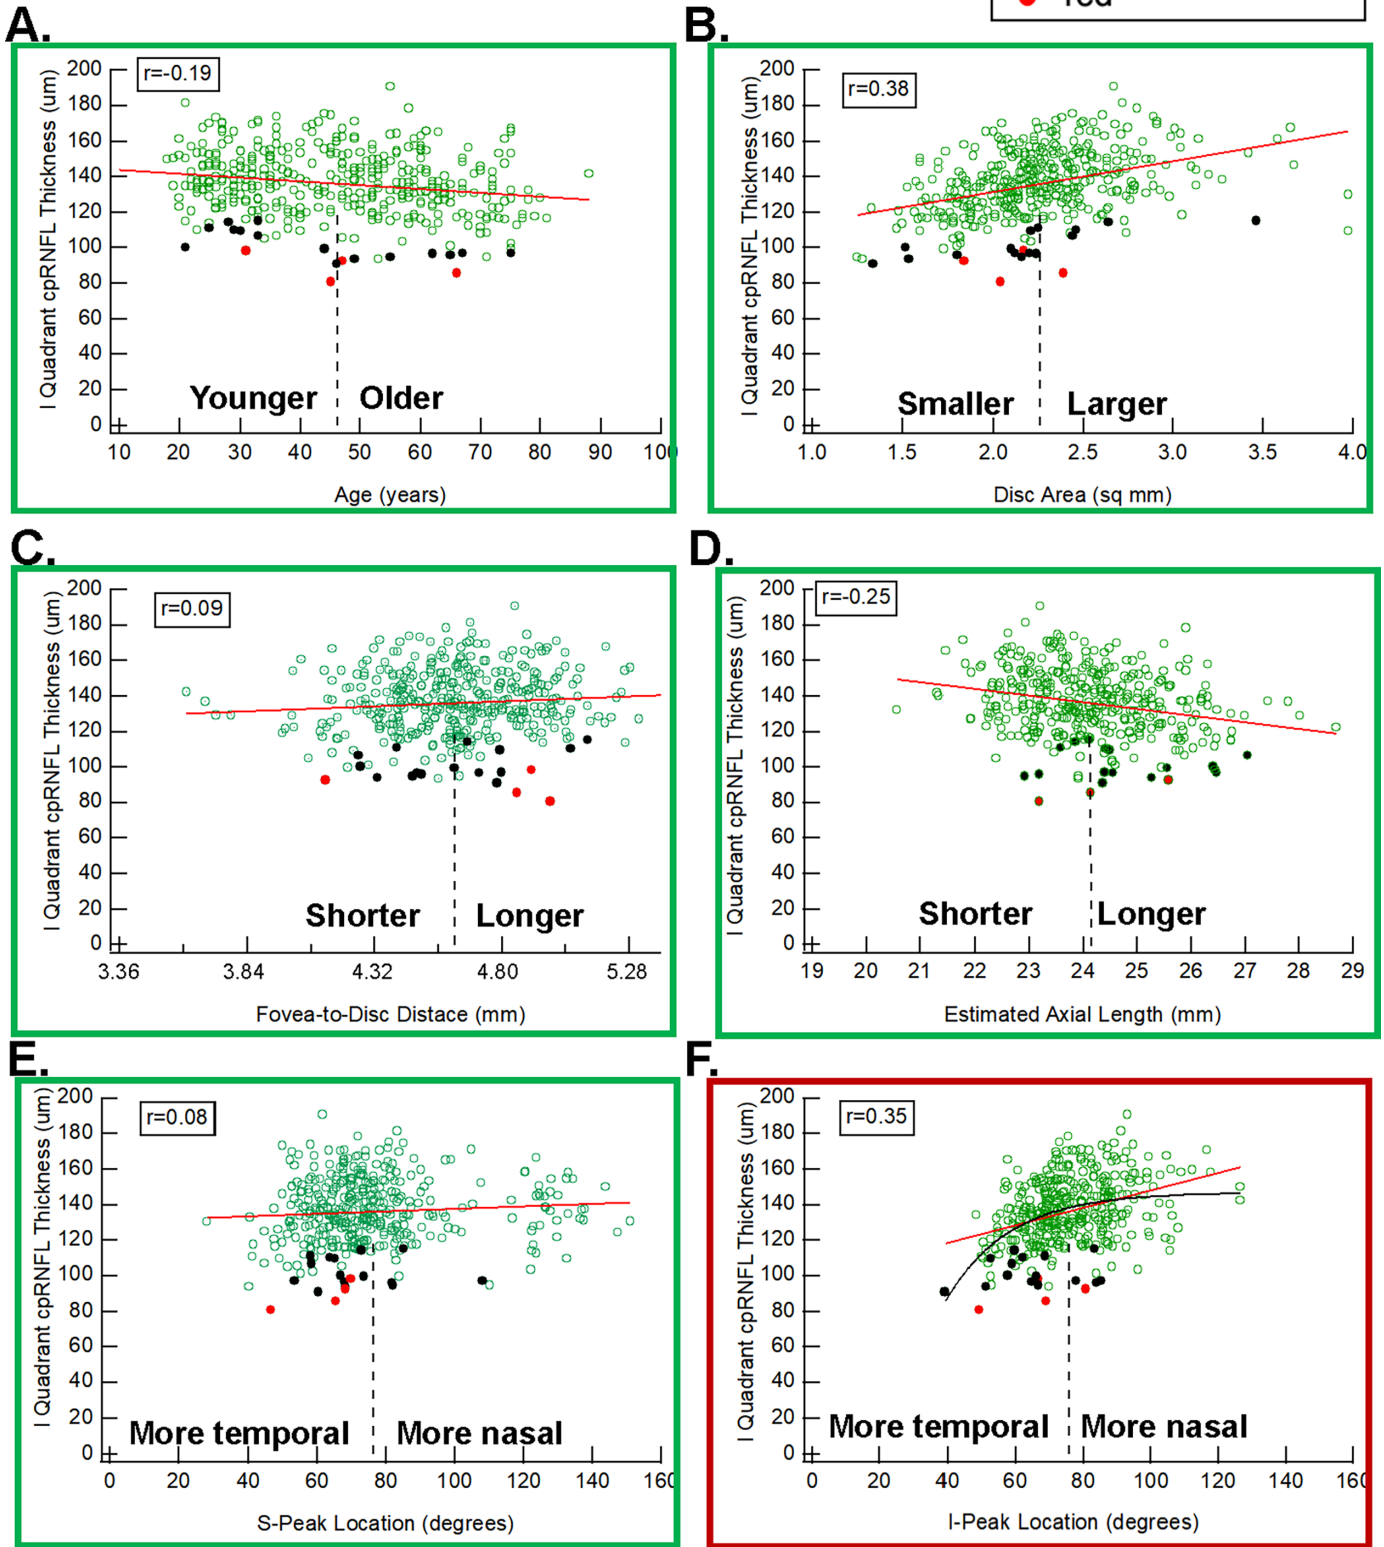 red
A.
B.
r=-0.19
I Quadrant cpRNFL Thickness (um)
200
180
160
140
120
100
80
60
40
20
0
Younger
Older
10 20 30 40 50 60 70 80 90 100
Age (years)
r=0.38
I Quadrant cpRNFL Thickness (um)
200
180
160
140
120
100
80
60
40
20
0
Smaller
Larger
1.0 1.5 2.0 2.5 3.0 3.5 4.0
Disc Area (sq mm)
C.
D.
r=0.09
I Quadrant cpRNFL Thickness (um)
200
180
160
140
120
100
80
60
40
20
0
Shorter
Longer
3.36 3.84 4.32 4.80 5.28
Fovea-to-Disc Distace (mm)
r=-0.25
I Quadrant cpRNFL Thickness (um)
200
180
160
140
120
100
80
60
40
20
0
Shorter
Longer
19 20 21 22 23 24 25 26 27 28 29
Estimated Axial Length (mm)
E.
F.
r=0.08
I Quadrant cpRNFL Thickness (um)
200
180
160
140
120
100
80
60
40
20
0
More temporal
More nasal
0 20 40 60 80 100 120 140 160
S-Peak Location (degrees)
r=0.35
I Quadrant cpRNFL Thickness (um)
200
180
160
140
120
100
80
60
40
20
0
More temporal
More nasal
0 20 40 60 80 100 120 140 160
I-Peak Location (degrees)